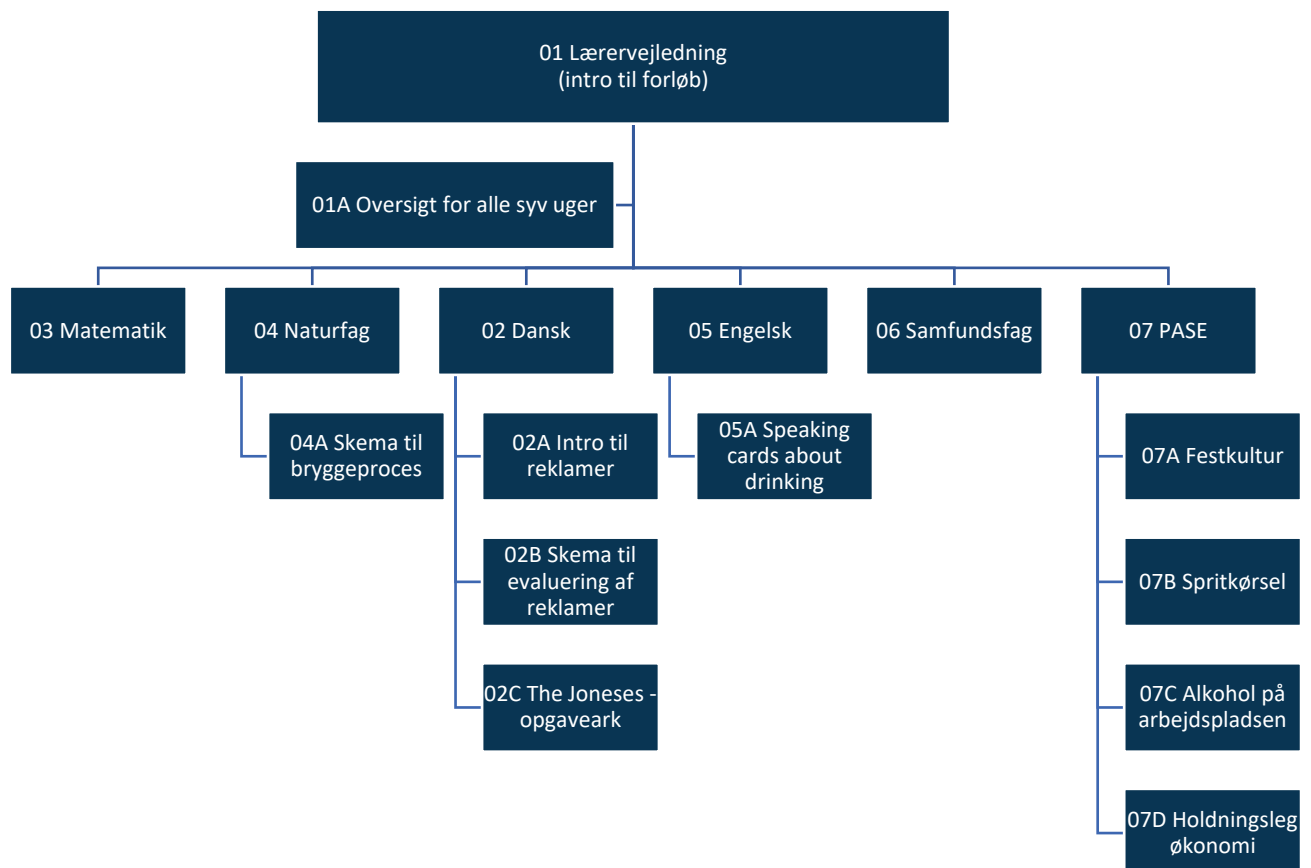 01 Lærervejledning
(intro til forløb)
01A Oversigt for alle syv uger
03 Matematik
04 Naturfag
02 Dansk
05 Engelsk
06 Samfundsfag
07 PASE
04A Skema til
bryggeproces
02A Intro til
reklamer
05A Speaking
cards about
drinking
07A Festkultur
02B Skema til
evaluering af
reklamer
07B Spritkørsel
02C The Joneses -
opgaveark
07C Alkohol på
arbejdspladsen
07D Holdningsleg
økonomi